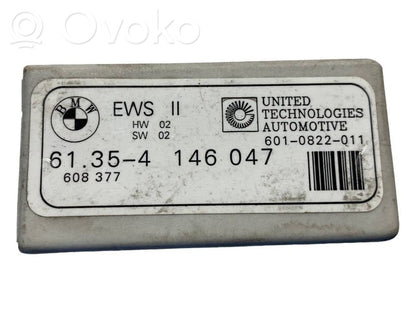 Ovoko
BMW
EWS II
HW 02
SW 02
UNITED
TECHNOLOGIES
AUTOMOTIVE
601-0822-011
61.35-4 146 047
608 377